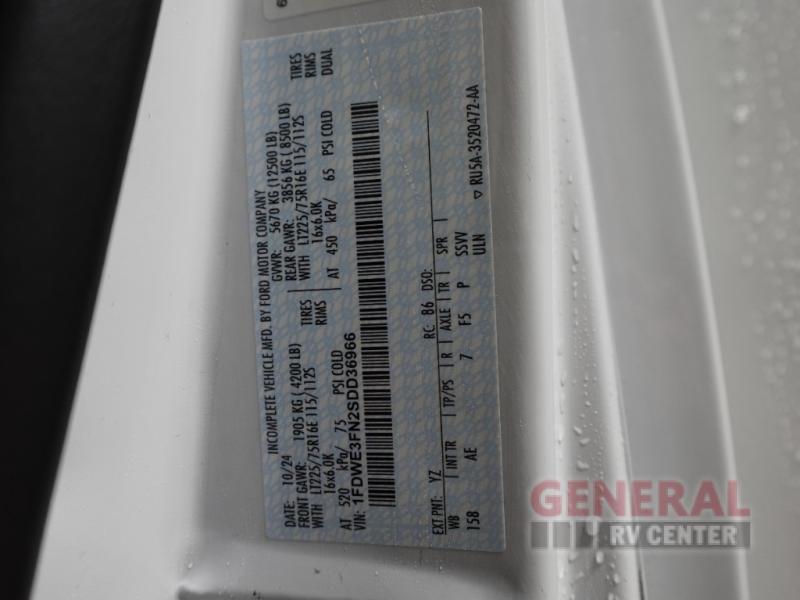 INCOMPLETE VEHICLE MFD. BY FORD MOTOR COMPANY
DATE: 10/24 GVWR: 5670 KG (12500 LB)
FRONT GAWR: 1905 KG ( 4200 LB) REAR GAWR: 3856 KG ( 8500 LB)
WITH LT225/75R16E 115/112S TIRES WITH LT225/75R16E 115/112S TIRES
16x6.0K RIMS 16x6.0K RIMS
AT 520 kPa/ 75 PSI COLD AT 450 kPa/ 65 PSI COLD DUAL
VIN: 1FDWE3FN2SDD36966
EXT PNT: YZ RC: 86 DSO:
WB INT TR TP/PS R AXLE TR SPR
158 AE 7 F5 P SSVV
ULN
▽ RU5A-3520472-AA
GENERAL
RV CENTER